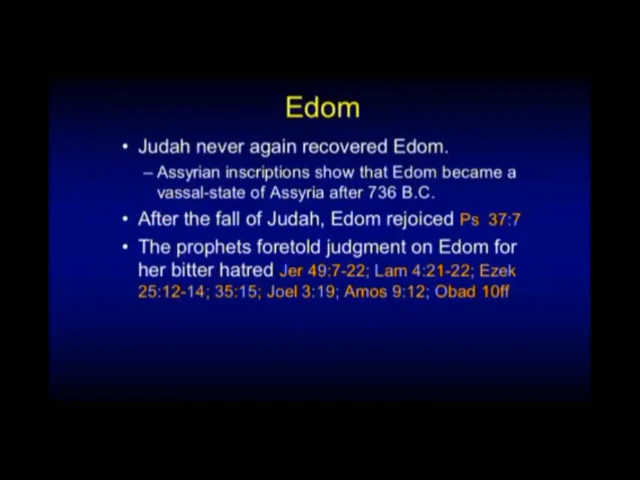 Edom
• Judah never again recovered Edom.
– Assyrian inscriptions show that Edom became a
vassal-state of Assyria after 736 B.C.
• After the fall of Judah, Edom rejoiced Ps 37:7
• The prophets foretold judgment on Edom for
her bitter hatred Jer 49:7-22; Lam 4:21-22; Ezek
25:12-14; 35:15; Joel 3:19; Amos 9:12; Obad 10ff